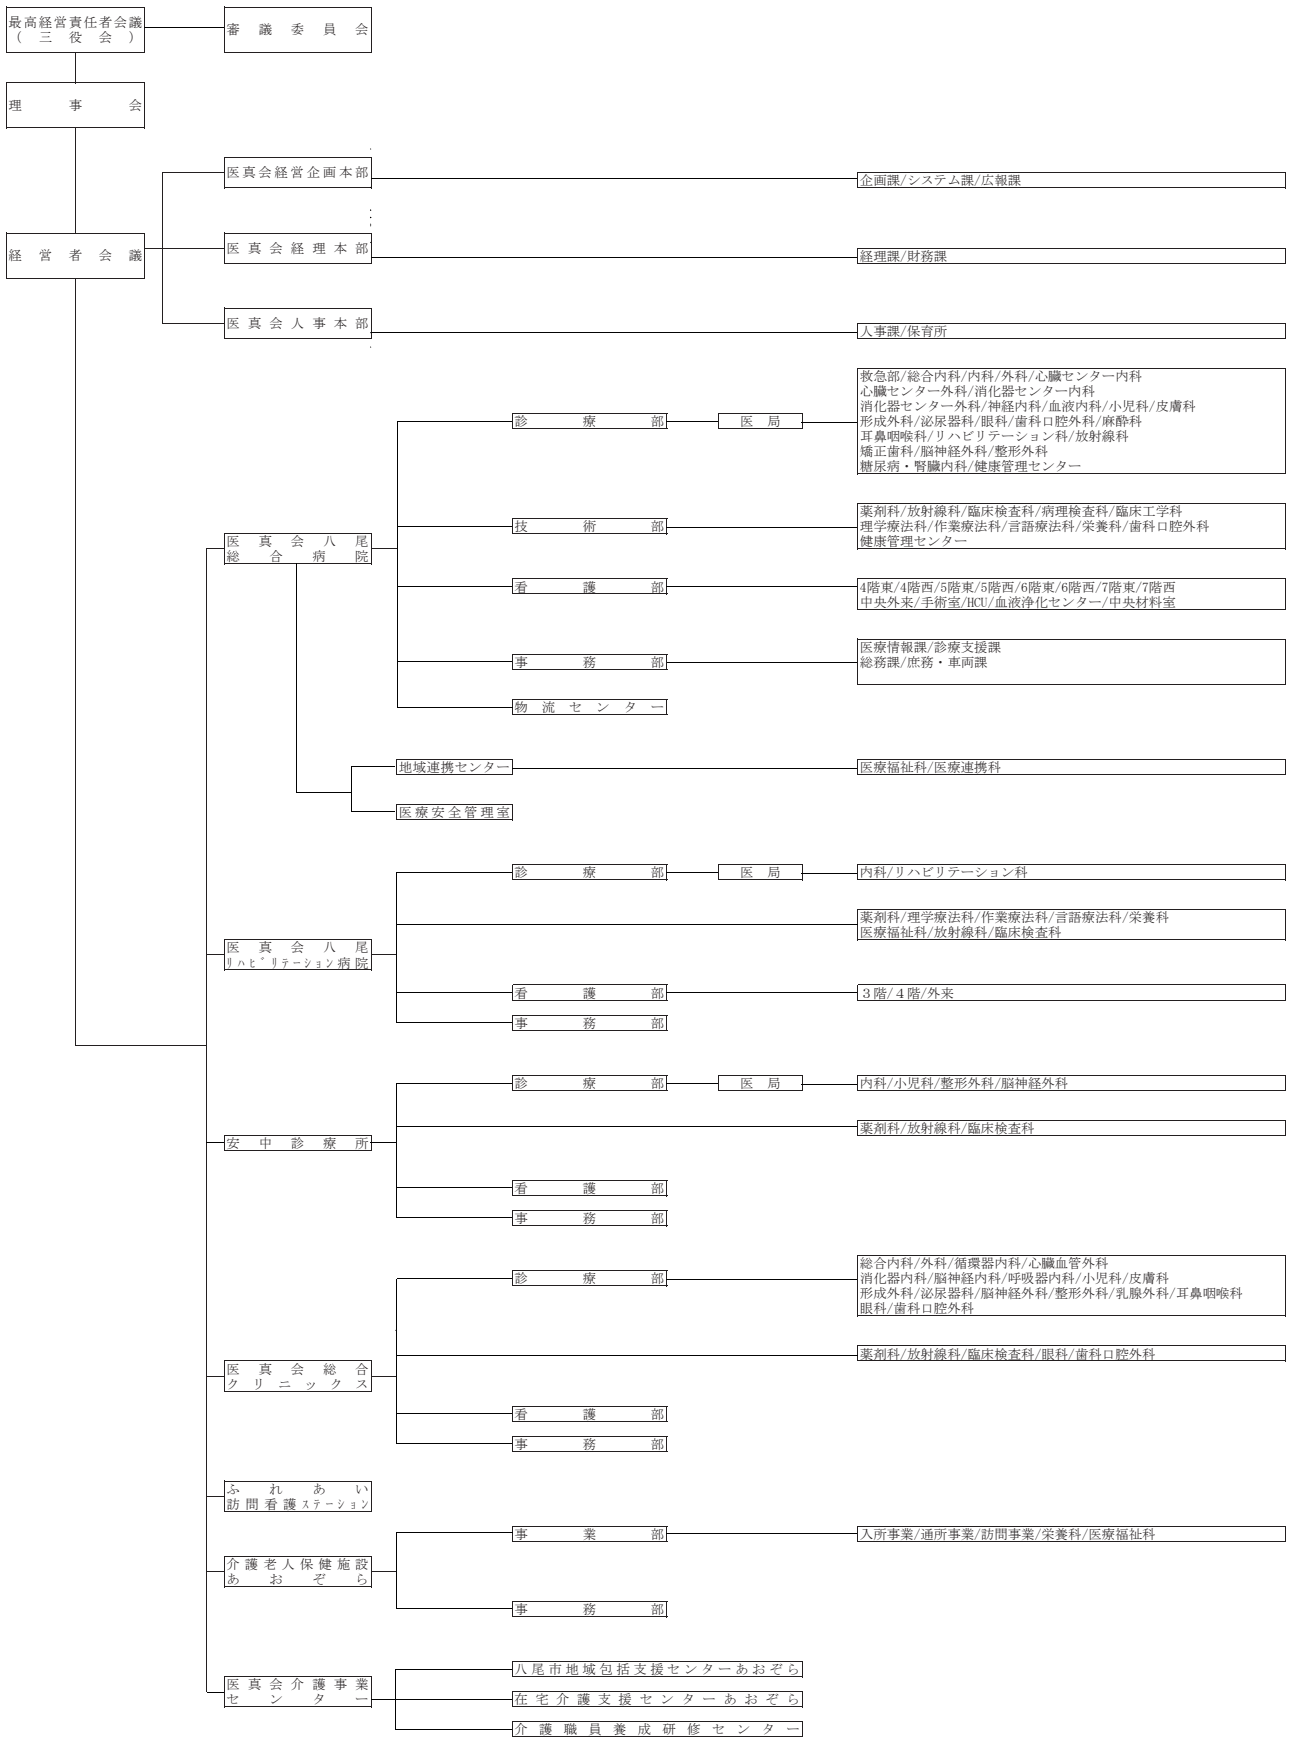 最高経営責任者会議
(三役会)
審議委員会
理事会
医真会経営企画本部
企画課/システム課/広報課
経営者会議
医真会経理本部
経理課/財務課
医真会人事本部
人事課/保育所
診療部
医局
救急部/総合内科/内科/外科/心臓センター内科
心臓センター外科/消化器センター内科
消化器センター外科/神経内科/血液内科/小児科/皮膚科
形成外科/泌尿器科/眼科/歯科口腔外科/麻酔科
耳鼻咽喉科/リハビリテーション科/放射線科
矯正歯科/脳神経外科/整形外科
糖尿病・腎臓内科/健康管理センター
医真会八尾
総合病院
技術部
薬剤科/放射線科/臨床検査科/病理検査科/臨床工学科
理学療法科/作業療法科/言語療法科/栄養科/歯科口腔外科
健康管理センター
看護部
4階東/4階西/5階東/5階西/6階東/6階西/7階東/7階西
中央外来/手術室/HCU/血液浄化センター/中央材料室
事務部
医療情報課/診療支援課
総務課/庶務・車両課
物流センター
地域連携センター
医療福祉科/医療連携科
医療安全管理室
診療部
医局
内科/リハビリテーション科
薬剤科/理学療法科/作業療法科/言語療法科/栄養科
医療福祉科/放射線科/臨床検査科
医真会八尾
ﾘﾊﾋﾞﾘﾃｰｼｮﾝ病院
看護部
３階/４階/外来
事務部
診療部
医局
内科/小児科/整形外科/脳神経外科
薬剤科/放射線科/臨床検査科
安中診療所
看護部
事務部
診療部
総合内科/外科/循環器内科/心臓血管外科
消化器内科/脳神経内科/呼吸器内科/小児科/皮膚科
形成外科/泌尿器科/脳神経外科/整形外科/乳腺外科/耳鼻咽喉科
眼科/歯科口腔外科
薬剤科/放射線科/臨床検査科/眼科/歯科口腔外科
医真会総合
クリニックス
看護部
事務部
ふれあい
訪問看護ｽﾃｰｼｮﾝ
事業部
入所事業/通所事業/訪問事業/栄養科/医療福祉科
介護老人保健施設
あおぞら
事務部
医真会介護事業
センター
八尾市地域包括支援センターあおぞら
在宅介護支援センターあおぞら
介護職員養成研修センター